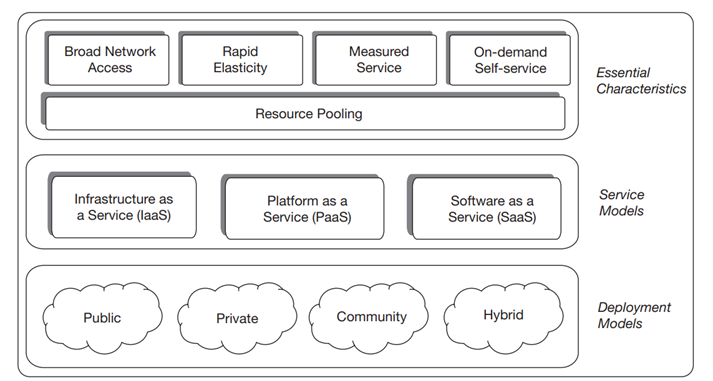 Broad Network
Access
Rapid
Elasticity
Measured
Service
On-demand
Self-service
Essential
Characteristics
Resource Pooling
Infrastructure as
a Service (IaaS)
Platform as a
Service (PaaS)
Software as a
Service (SaaS)
Service
Models
Public
Private
Community
Hybrid
Deployment
Models